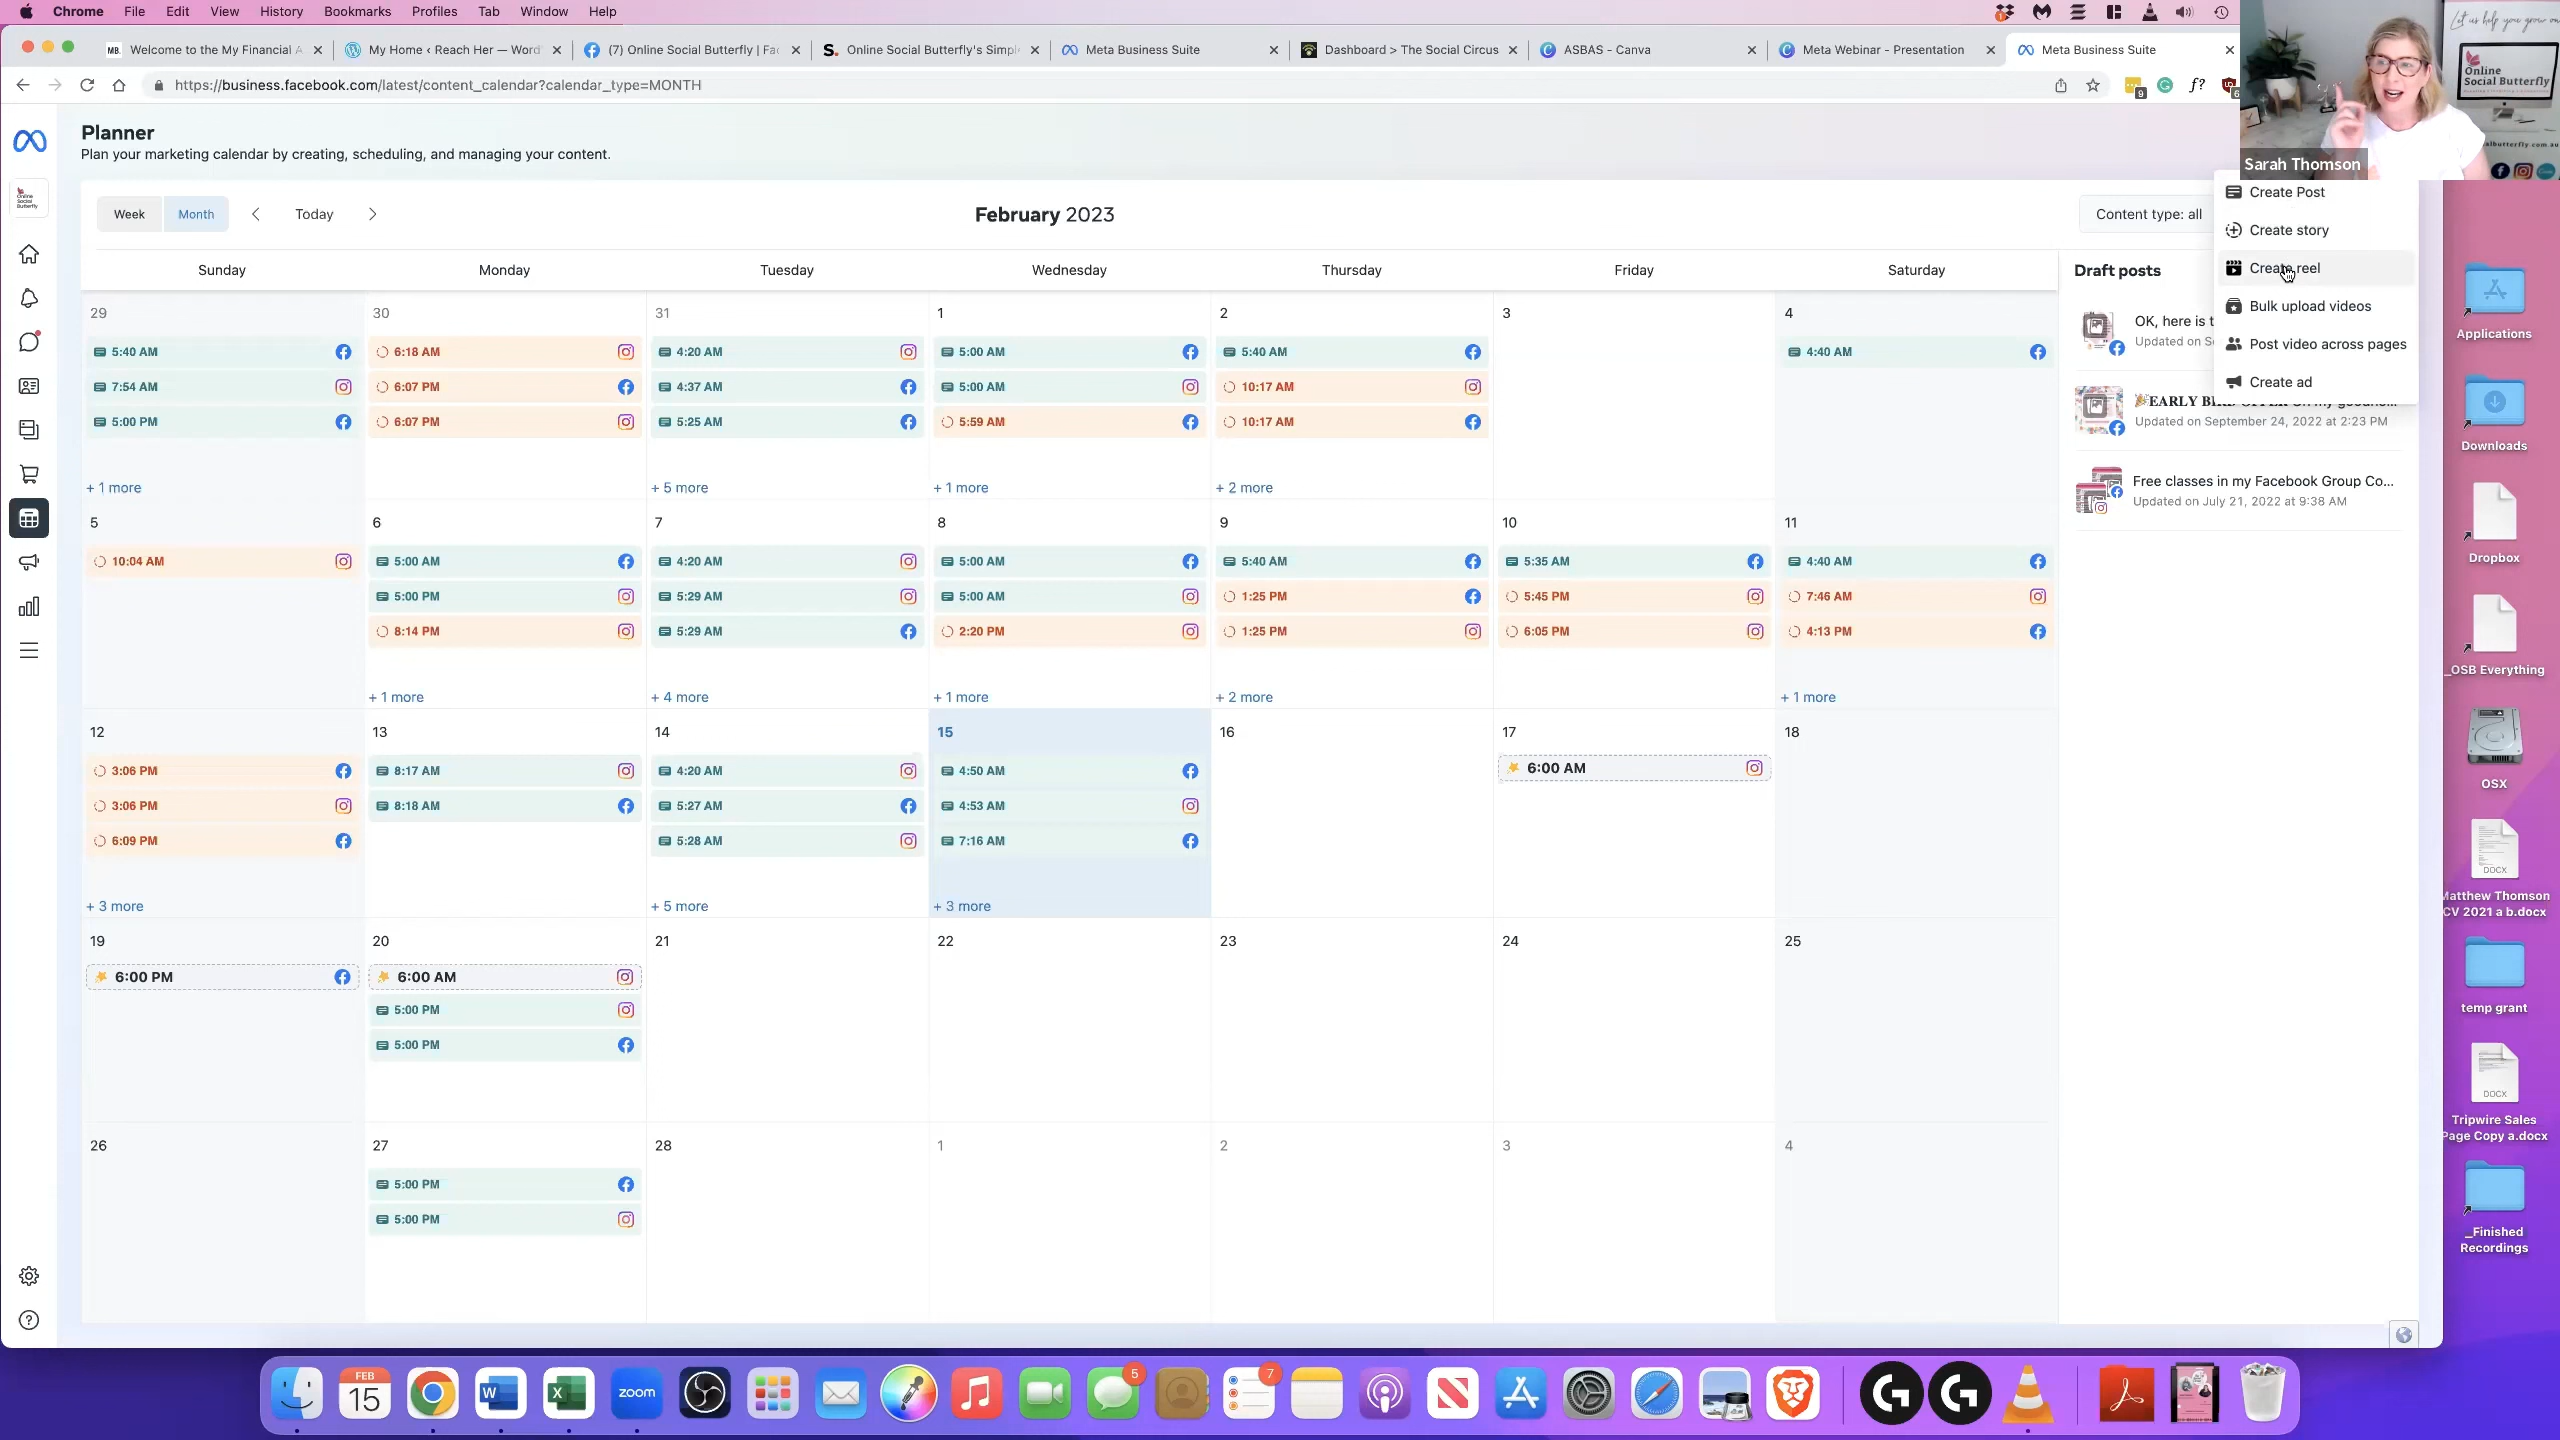 Chrome File Edit View History Bookmarks Profiles Tab Window Help
Welcome to the My Financial A
My Home ‹ Reach Her — Word
(7) Online Social Butterfly | Fac
Online Social Butterfly's Simpl
Meta Business Suite
Dashboard > The Social Circus
ASBAS - Canva
Meta Webinar - Presentation
Meta Business Suite
https://business.facebook.com/latest/content_calendar?calendar_type=MONTH
Online
Social Butterfly
Sarah Thomson
Planner
Plan your marketing calendar by creating, scheduling, and managing your content.
Week Month Today
February 2023
Content type: all
Create Post
Create story
Create reel
Bulk upload videos
Post video across pages
Create ad
Sunday Monday Tuesday Wednesday Thursday Friday Saturday
29 30 31 1 2 3 4
5:40 AM 6:18 AM 4:20 AM 5:00 AM 5:40 AM 4:40 AM
7:54 AM 6:07 PM 4:37 AM 5:00 AM 10:17 AM
5:00 PM 6:07 PM 5:25 AM 5:59 AM 10:17 AM
+ 1 more + 5 more + 1 more + 2 more
5 6 7 8 9 10 11
10:04 AM 5:00 AM 4:20 AM 5:00 AM 5:40 AM 5:35 AM 4:40 AM
5:00 PM 5:29 AM 5:00 AM 1:25 PM 5:45 PM 7:46 AM
8:14 PM 5:29 AM 2:20 PM 1:25 PM 6:05 PM 4:13 PM
+ 1 more + 4 more + 1 more + 2 more + 1 more
12 13 14 15 16 17 18
3:06 PM 8:17 AM 4:20 AM 4:50 AM 6:00 AM
3:06 PM 8:18 AM 5:27 AM 4:53 AM
6:09 PM 5:28 AM 7:16 AM
+ 3 more + 5 more + 3 more
19 20 21 22 23 24 25
6:00 PM 6:00 AM
5:00 PM
5:00 PM
26 27 28 1 2 3 4
5:00 PM
5:00 PM
Draft posts
OK, here is t
Updated on Se
EARLY
Updated on September 24, 2022 at 2:23 PM
Free classes in my Facebook Group Co...
Updated on July 21, 2022 at 9:38 AM
Applications
Downloads
Dropbox
_OSB Everything
OSX
DOCX
Matthew Thomson
CV 2021 a b.docx
temp grant
DOCX
Tripwire Sales
Page Copy a.docx
_Finished
Recordings
FEB
15
zoom
5
7